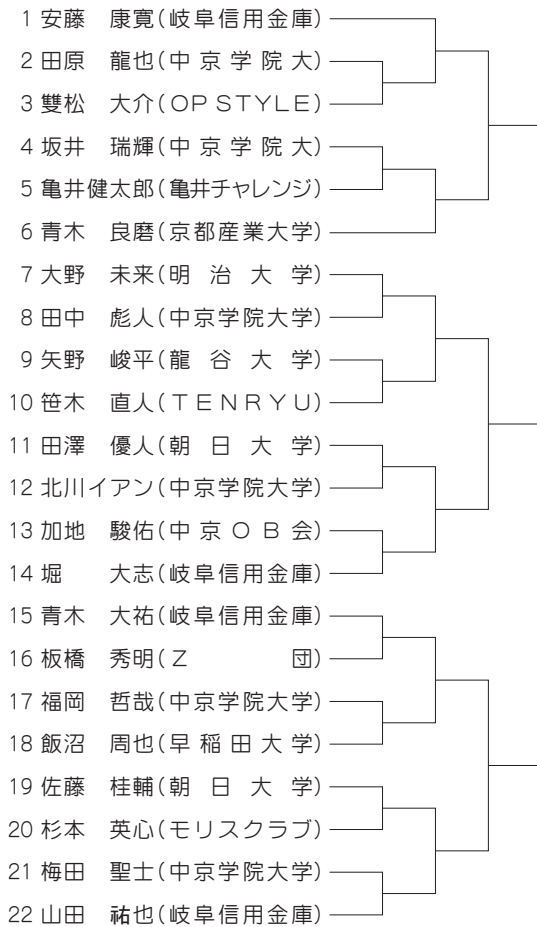 1 安藤　康寛(岐阜信用金庫)
2 田原　龍也(中京学院大)
3 雙松　大介(OP STYLE)
4 坂井　瑞輝(中京学院大)
5 亀井健太郎(亀井チャレンジ)
6 青木　良磨(京都産業大学)
7 大野　未来(明治大学)
8 田中　彪人(中京学院大学)
9 矢野　峻平(龍谷大学)
10 笹木　直人(TENRYU)
11 田澤　優人(朝日大学)
12 北川イアン(中京学院大学)
13 加地　駿佑(中京OB会)
14 堀　　大志(岐阜信用金庫)
15 青木　大祐(岐阜信用金庫)
16 板橋　秀明(Z団)
17 福岡　哲哉(中京学院大学)
18 飯沼　周也(早稲田大学)
19 佐藤　桂輔(朝日大学)
20 杉本　英心(モリスクラブ)
21 梅田　聖士(中京学院大学)
22 山田　祐也(岐阜信用金庫)